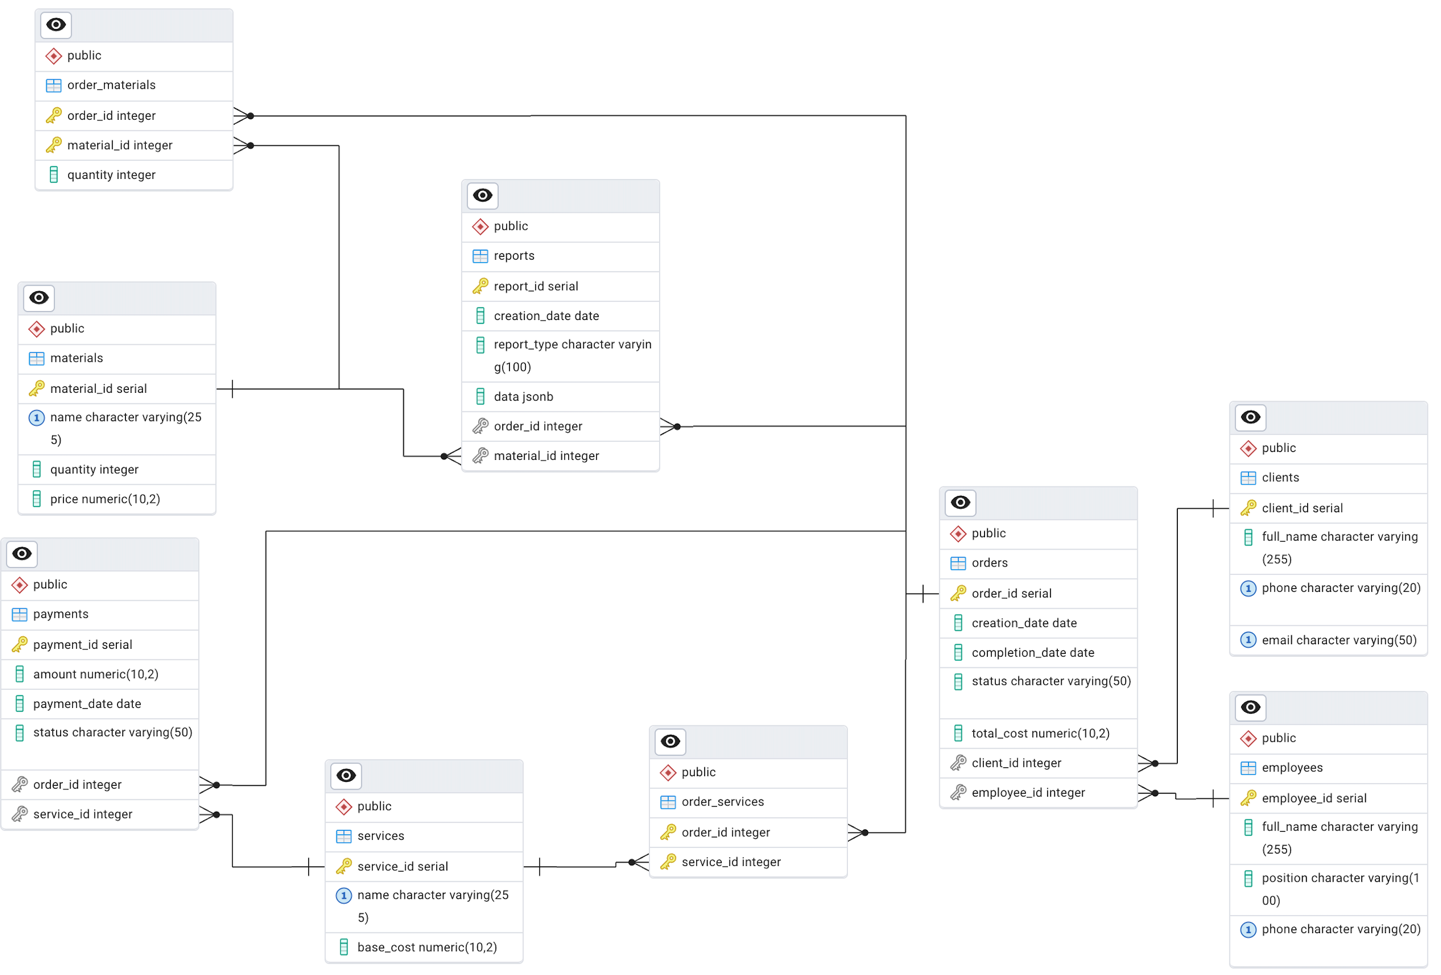 public
order_materials
order_id integer
material_id integer
quantity integer
public
reports
report_id serial
creation_date date
report_type character varyin
g(100)
data jsonb
order_id integer
material_id integer
public
materials
material_id serial
name character varying(25
5)
quantity integer
price numeric(10,2)
public
payments
payment_id serial
amount numeric(10,2)
payment_date date
status character varying(50)
order_id integer
service_id integer
public
services
service_id serial
1 name character varying(25
5)
base_cost numeric(10,2)
public
order_services
order_id integer
service_id integer
public
orders
order_id serial
creation_date date
completion_date date
status character varying(50)
total_cost numeric(10,2)
client_id integer
employee_id integer
public
clients
client_id serial
full_name character varying
(255)
1 phone character varying(20)
1 email character varying(50)
public
employees
employee_id serial
full_name character varying
(255)
position character varying(1
00)
1 phone character varying(20)